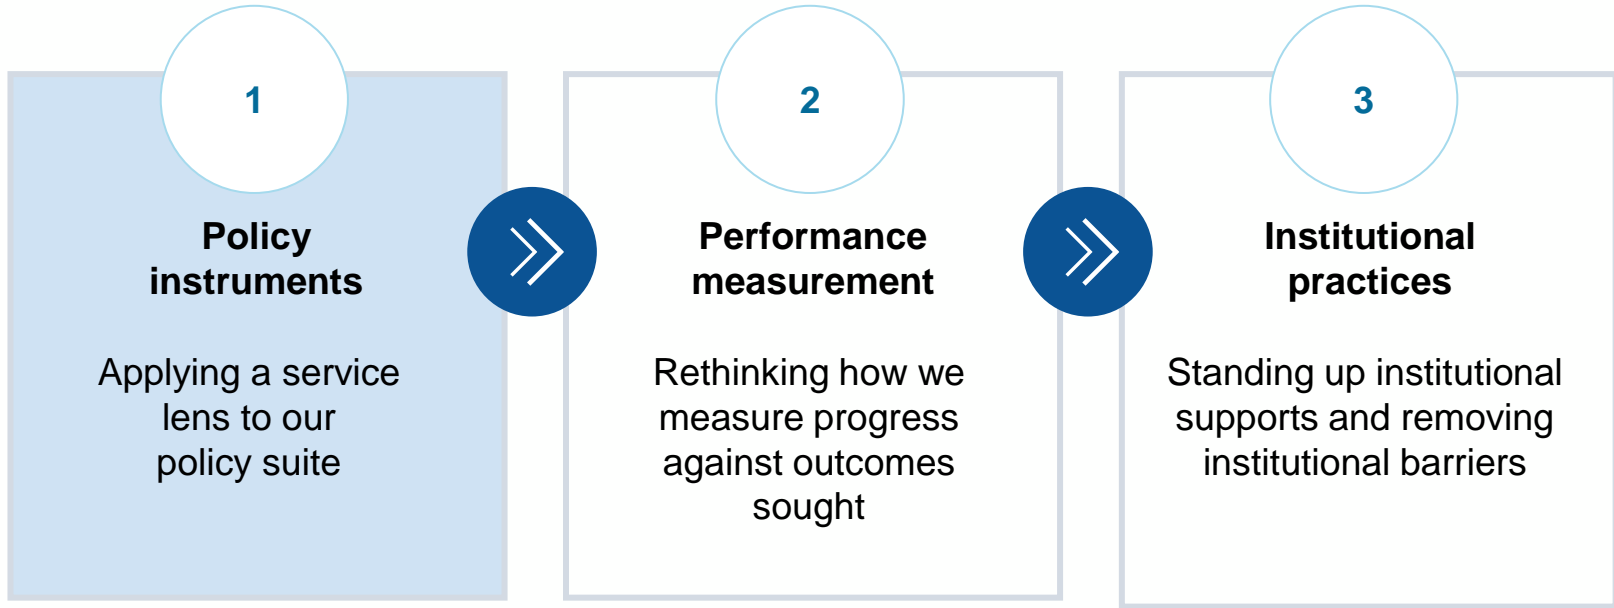 1
Policy
instruments
Applying a service
lens to our
policy suite
2
Performance
measurement
Rethinking how we
measure progress
against outcomes
sought
3
Institutional
practices
Standing up institutional
supports and removing
institutional barriers